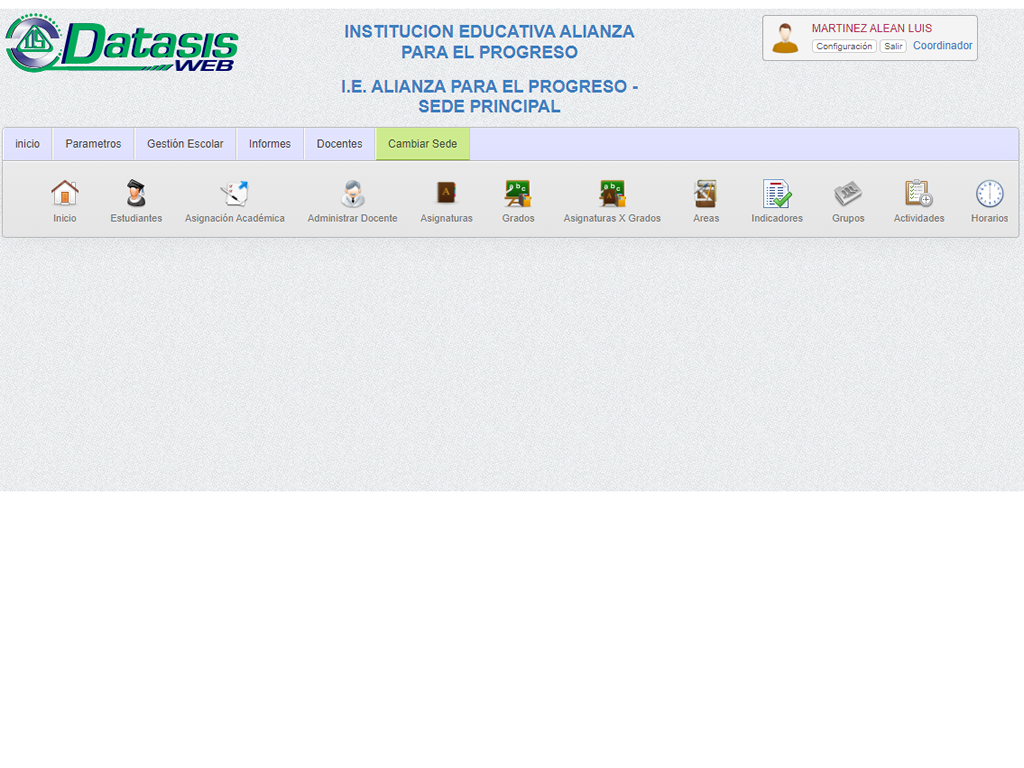 Datasis
WEB
INSTITUCION EDUCATIVA ALIANZA
PARA EL PROGRESO
I.E. ALIANZA PARA EL PROGRESO -
SEDE PRINCIPAL
MARTINEZ ALEAN LUIS
Configuración Salir Coordinador
inicio Parametros Gestión Escolar Informes Docentes Cambiar Sede
Inicio Estudiantes Asignación Académica Administrar Docente Asignaturas Grados Asignaturas X Grados Areas Indicadores Grupos Actividades Horarios